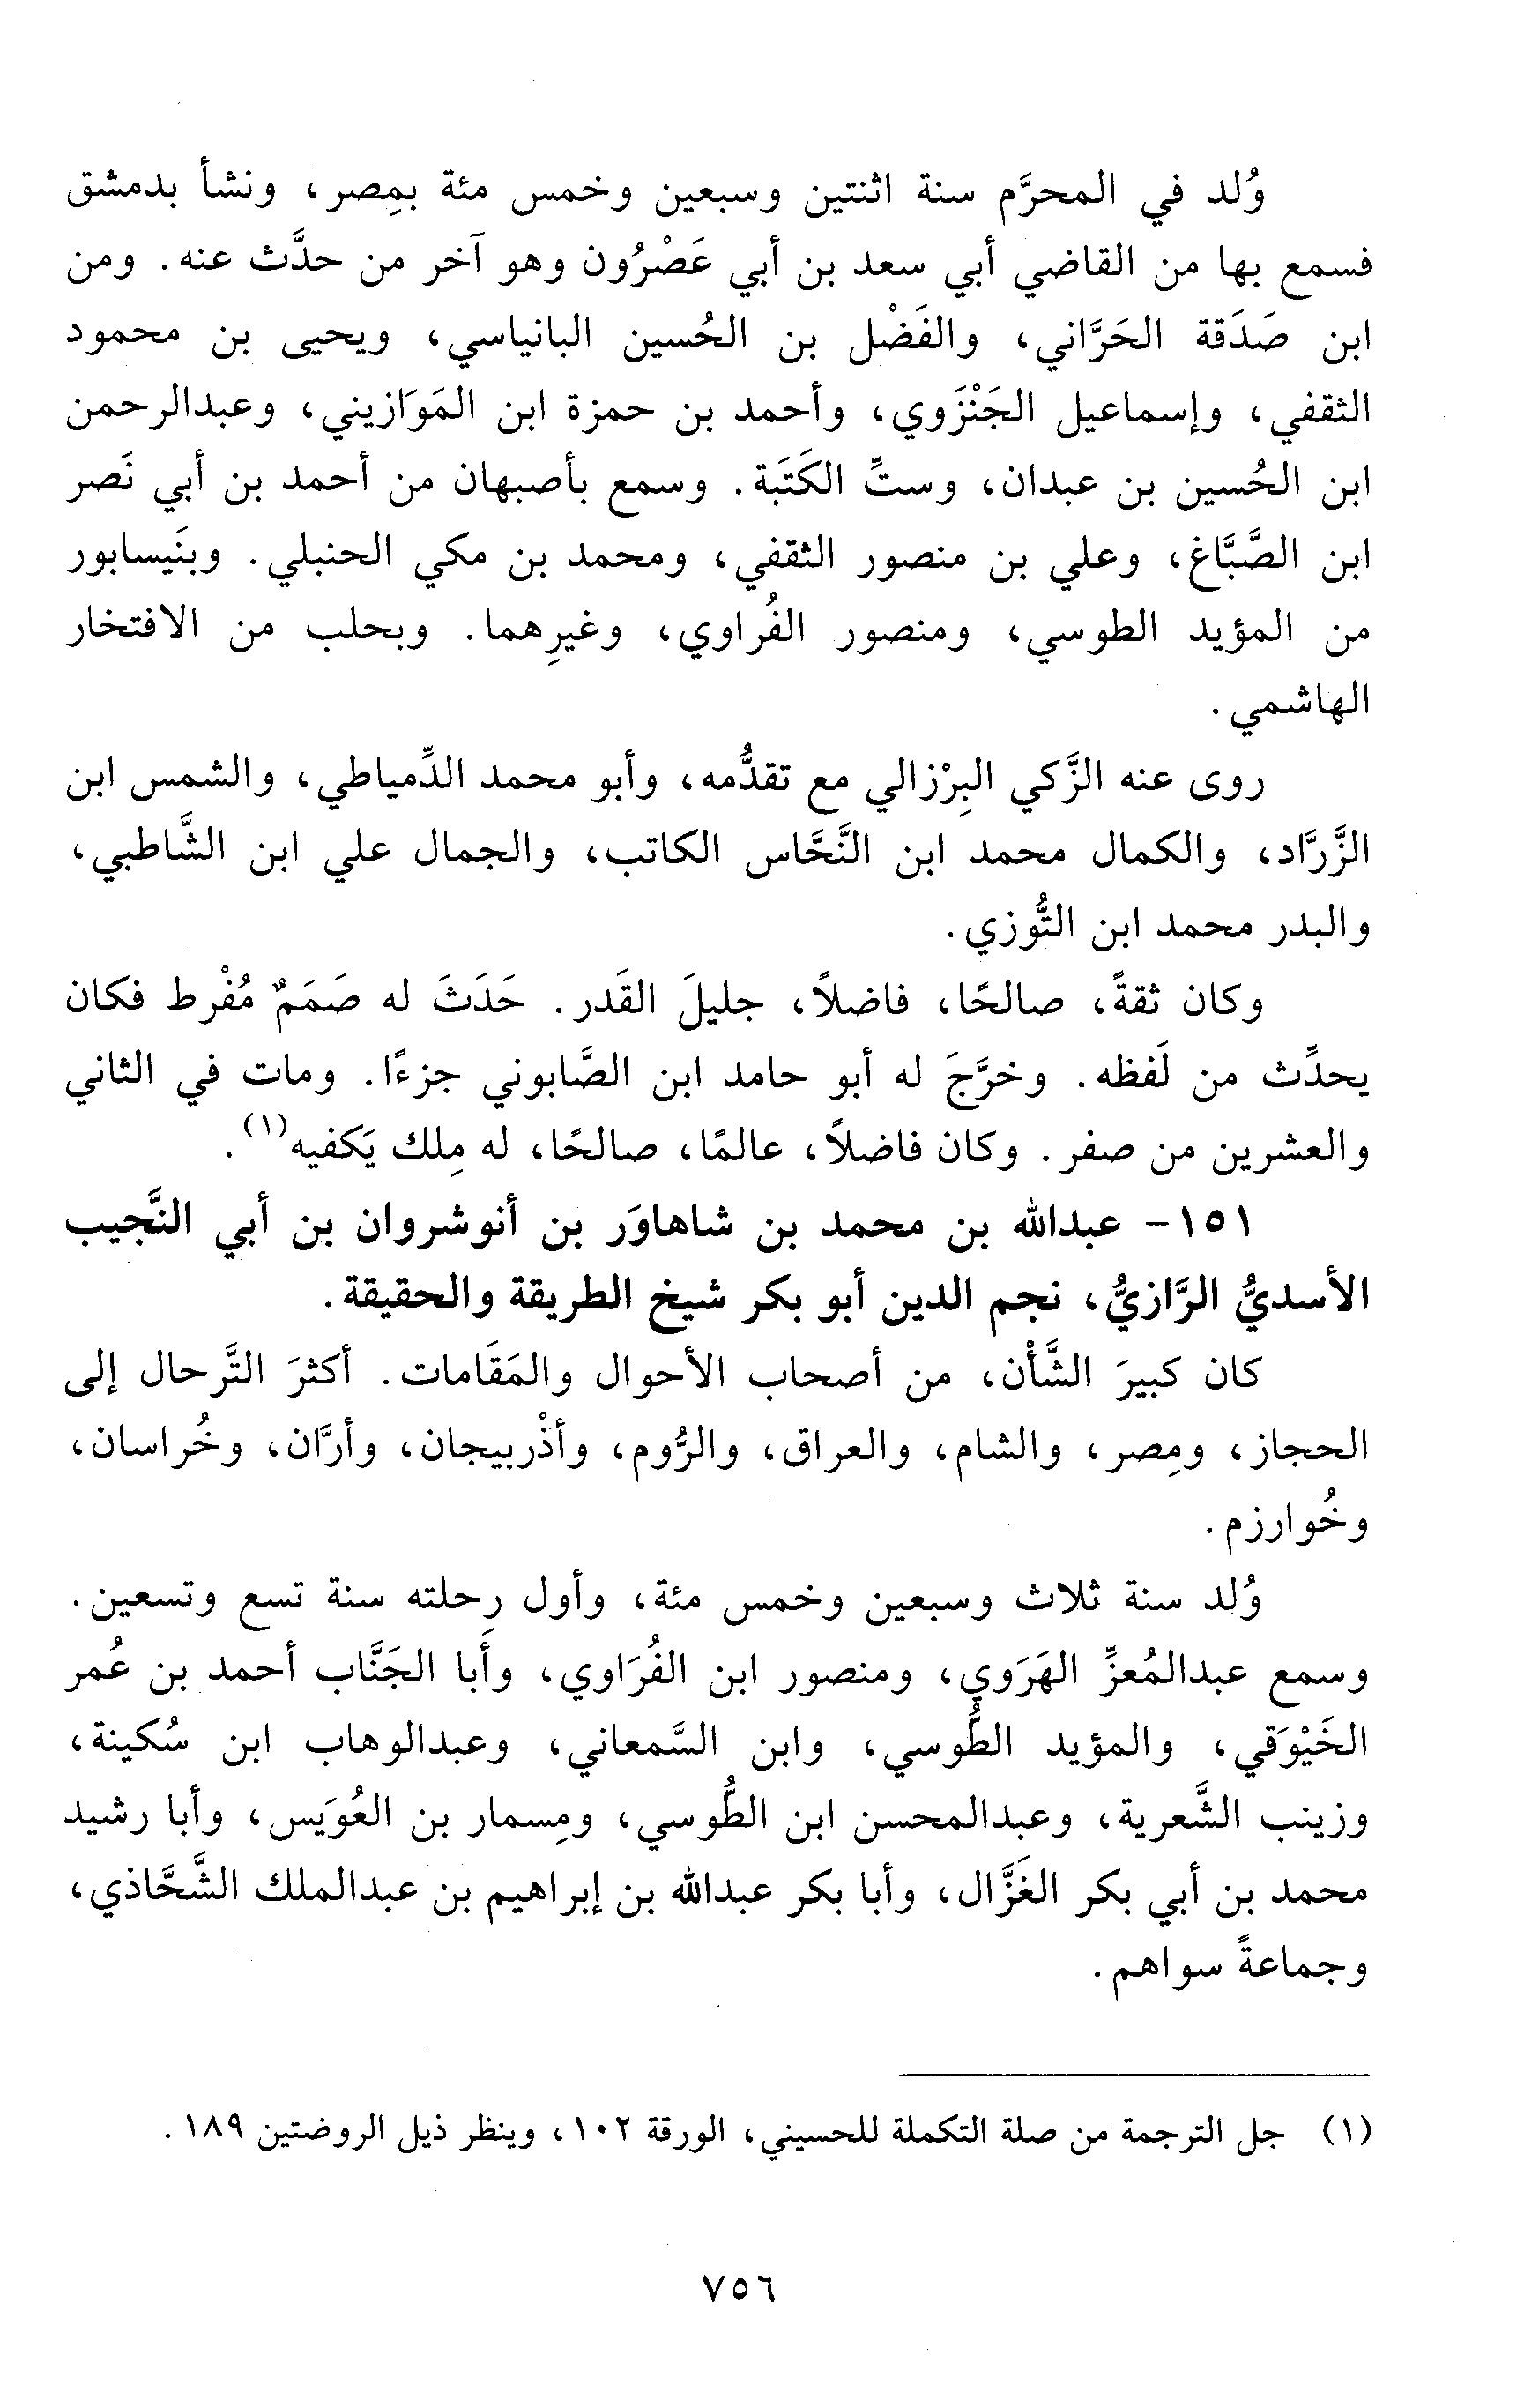 وُلد في المحرَّم سنة اثنتين وسبعين وخمس مئة بمِصر، ونشأ بدمشق
فسمع بها من القاضي أبي سعد بن أبي عَصْرُون وهو آخر من حدَّث عنه. ومن
ابن صَدَقة الحَرَّاني، والفَضْل بن الحُسين البانياسي، ويحيى بن محمود
الثقفي، وإسماعيل الجَنْزَوي، وأحمد بن حمزة ابن المَوَازيني، وعبدالرحمن
ابن الحُسين بن عبدان، وستِّ الكَتَبة. وسمع بأصبهان من أحمد بن أبي نَصر
ابن الصَّبَّاغ، وعلي بن منصور الثقفي، ومحمد بن مكي الحنبلي. وبنَيسابور
من المؤيد الطوسي، ومنصور الفُراوي، وغيرِهما. وبحلب من الافتخار
الهاشمي.
روى عنه الزَّكي البِرْزالي مع تقدُّمه، وأبو محمد الدِّمياطي، والشمس ابن
الزَّرَّاد، والكمال محمد ابن النَّحَّاس الكاتب، والجمال علي ابن الشَّاطبي،
والبدر محمد ابن التُّوزي.
وكان ثقةً، صالحًا، فاضلاً، جليلَ القَدر. حَدَثَ له صَمَمٌ مُفْرط فكان
يحدِّث من لَفظه. وخرَّجَ له أبو حامد ابن الصَّابوني جزءًا. ومات في الثاني
والعشرين من صفر. وكان فاضلاً، عالمًا، صالحًا، له مِلك يَكفيه(١).
١٥١- عبدالله بن محمد بن شاهاوَر بن أنوشروان بن أبي النَّجيب
الأسديُّ الرَّازيُّ، نجم الدين أبو بكر شيخ الطريقة والحقيقة.
كان كبيرَ الشَّأْن، من أصحاب الأحوال والمَقَامات. أكثرَ التَّرحال إلى
الحجاز، ومِصر، والشام، والعراق، والرُّوم، وأذْربيجان، وأرَّان، وخُراسان،
وخُوارزم.
وُلد سنة ثلاث وسبعين وخمس مئة، وأول رِحلته سنة تسع وتسعين.
وسمع عبدالمُعزِّ الهَرَوي، ومنصور ابن الفُرَاوي، وأَبا الجَنَّاب أحمد بن عُمر
الخَيْوَقي، والمؤيد الطُّوسي، وابن السَّمعاني، وعبدالوهاب ابن سُكينة،
وزينب الشَّعرية، وعبدالمحسن ابن الطُّوسي، ومِسمار بن العُوَيس، وأبا رشيد
محمد بن أبي بكر الغَزَّال، وأبا بكر عبدالله بن إبراهيم بن عبدالملك الشَّحَّاذي،
وجماعةً سواهم.
(١) جل الترجمة من صلة التكملة للحسيني، الورقة ١٠٢، وينظر ذيل الروضتين ١٨٩.
٧٥٦